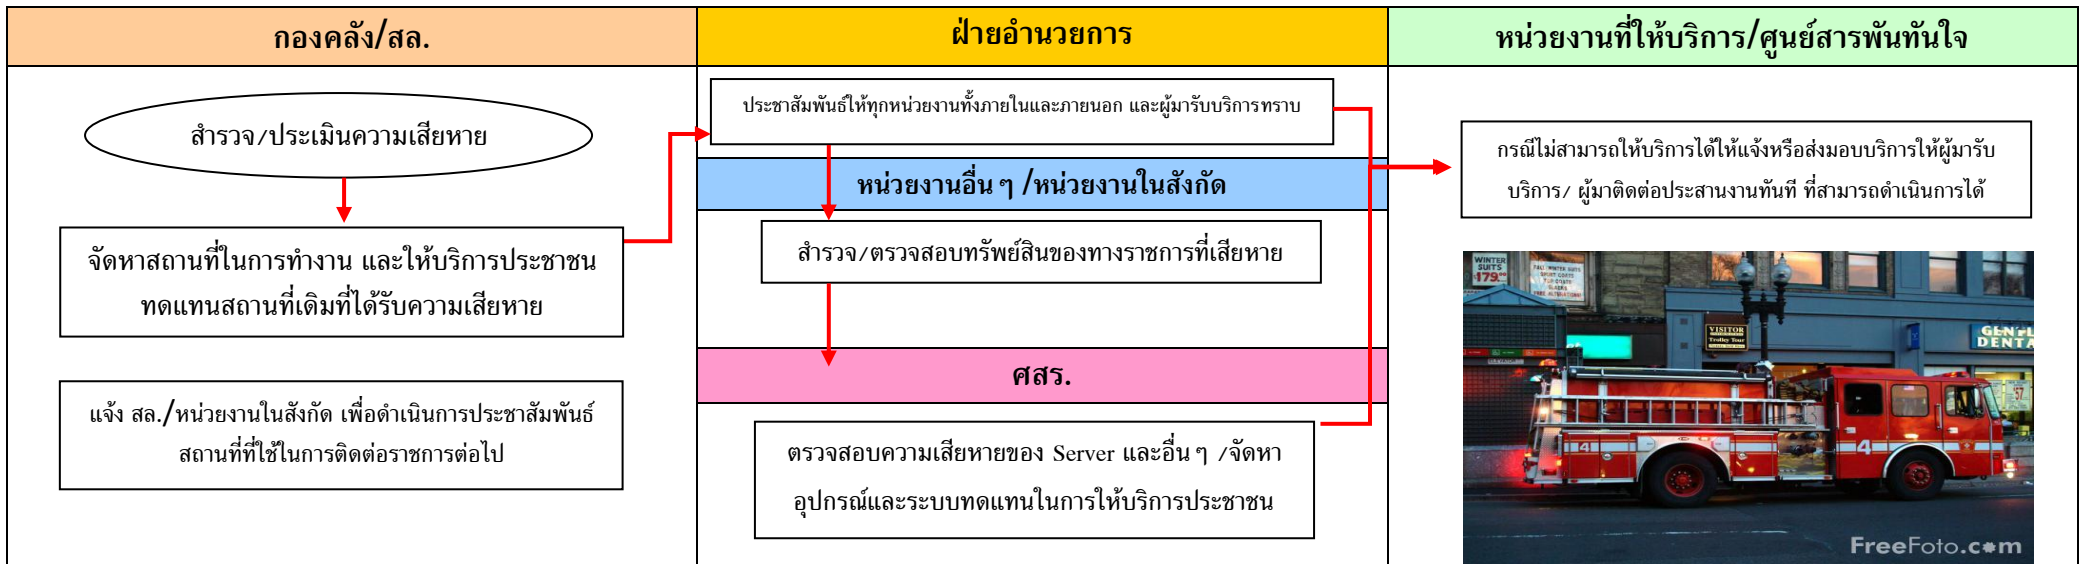 กองคลัง/สล.
สำรวจ/ประเมินความเสียหาย
จัดหาสถานที่ในการทำงาน และให้บริการประชาชน
ทดแทนสถานที่เดิมที่ได้รับความเสียหาย
แจ้ง สล./หน่วยงานในสังกัด เพื่อดำเนินการประชาสัมพันธ์
สถานที่ที่ใช้ในการติดต่อราชการต่อไป
ฝ่ายอำนวยการ
ประชาสัมพันธ์ให้ทุกหน่วยงานทั้งภายในและภายนอก และผู้มารับบริการทราบ
หน่วยงานอื่น ๆ /หน่วยงานในสังกัด
สำรวจ/ตรวจสอบทรัพย์สินของทางราชการที่เสียหาย
ศสร.
ตรวจสอบความเสียหายของ Server และอื่น ๆ /จัดหา
อุปกรณ์และระบบทดแทนในการให้บริการประชาชน
หน่วยงานที่ให้บริการ/ศูนย์สารพันทันใจ
กรณีไม่สามารถให้บริการได้ให้แจ้งหรือส่งมอบบริการให้ผู้มารับ
บริการ/ ผู้มาติดต่อประสานงานทันที ที่สามารถดำเนินการได้
WINTER
SUITS
179.
VISITOR
Trolley Tour
DENTA
4
4
FreeFoto.com